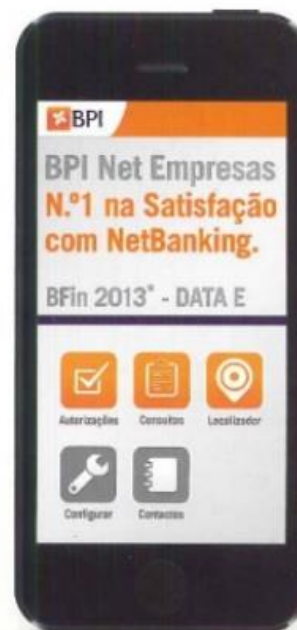 BPI
BPI Net Empresas
N.º1 na Satisfação
com NetBanking.
BFin 2013* - DATA E
Autorizações Consultas Localizador
Configurar Contactos